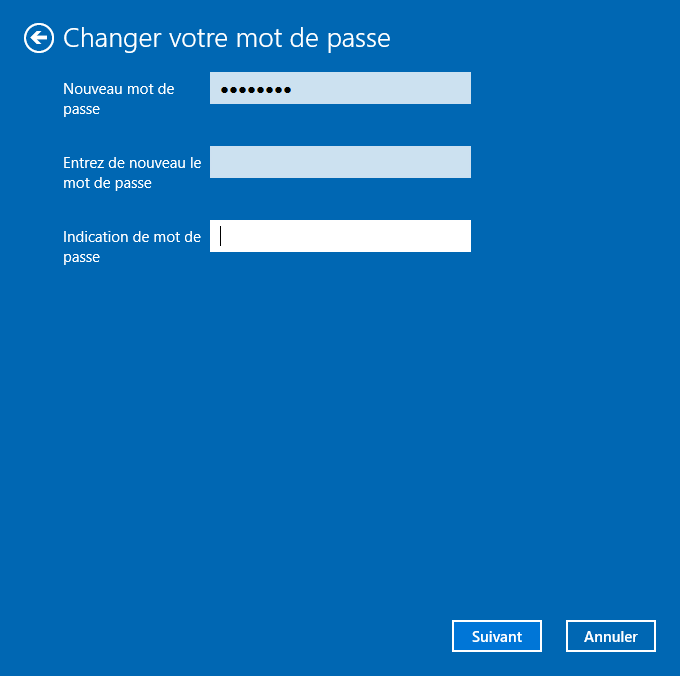 Changer votre mot de passe
Nouveau mot de
passe
••••••••
Entrez de nouveau le
mot de passe
Indication de mot de
passe
Suivant
Annuler